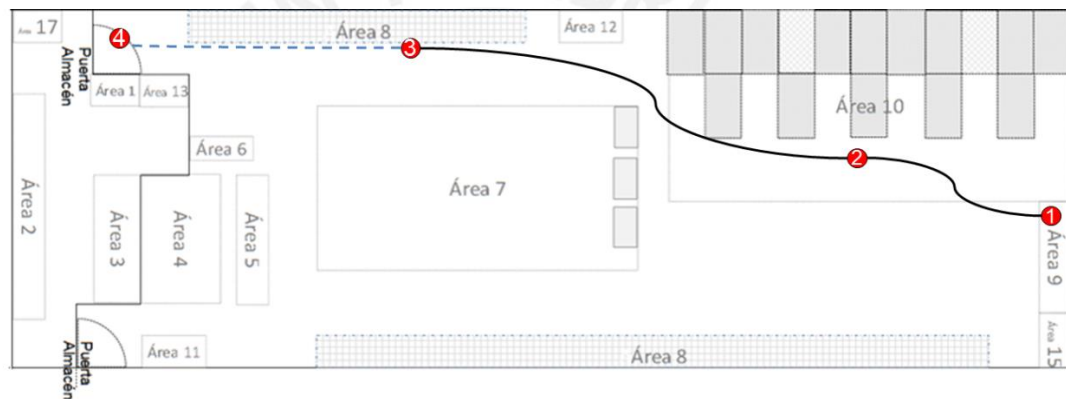 Área 17
4
Área 8
3
Área 12
Puerta
Almacén
Área 1
Área 13
Área 10
Área 6
2
Área 2
Área 3
Área 4
Área 5
Área 7
1
Área 9
Puerta
Almacén
Área 11
Área 8
Área 15